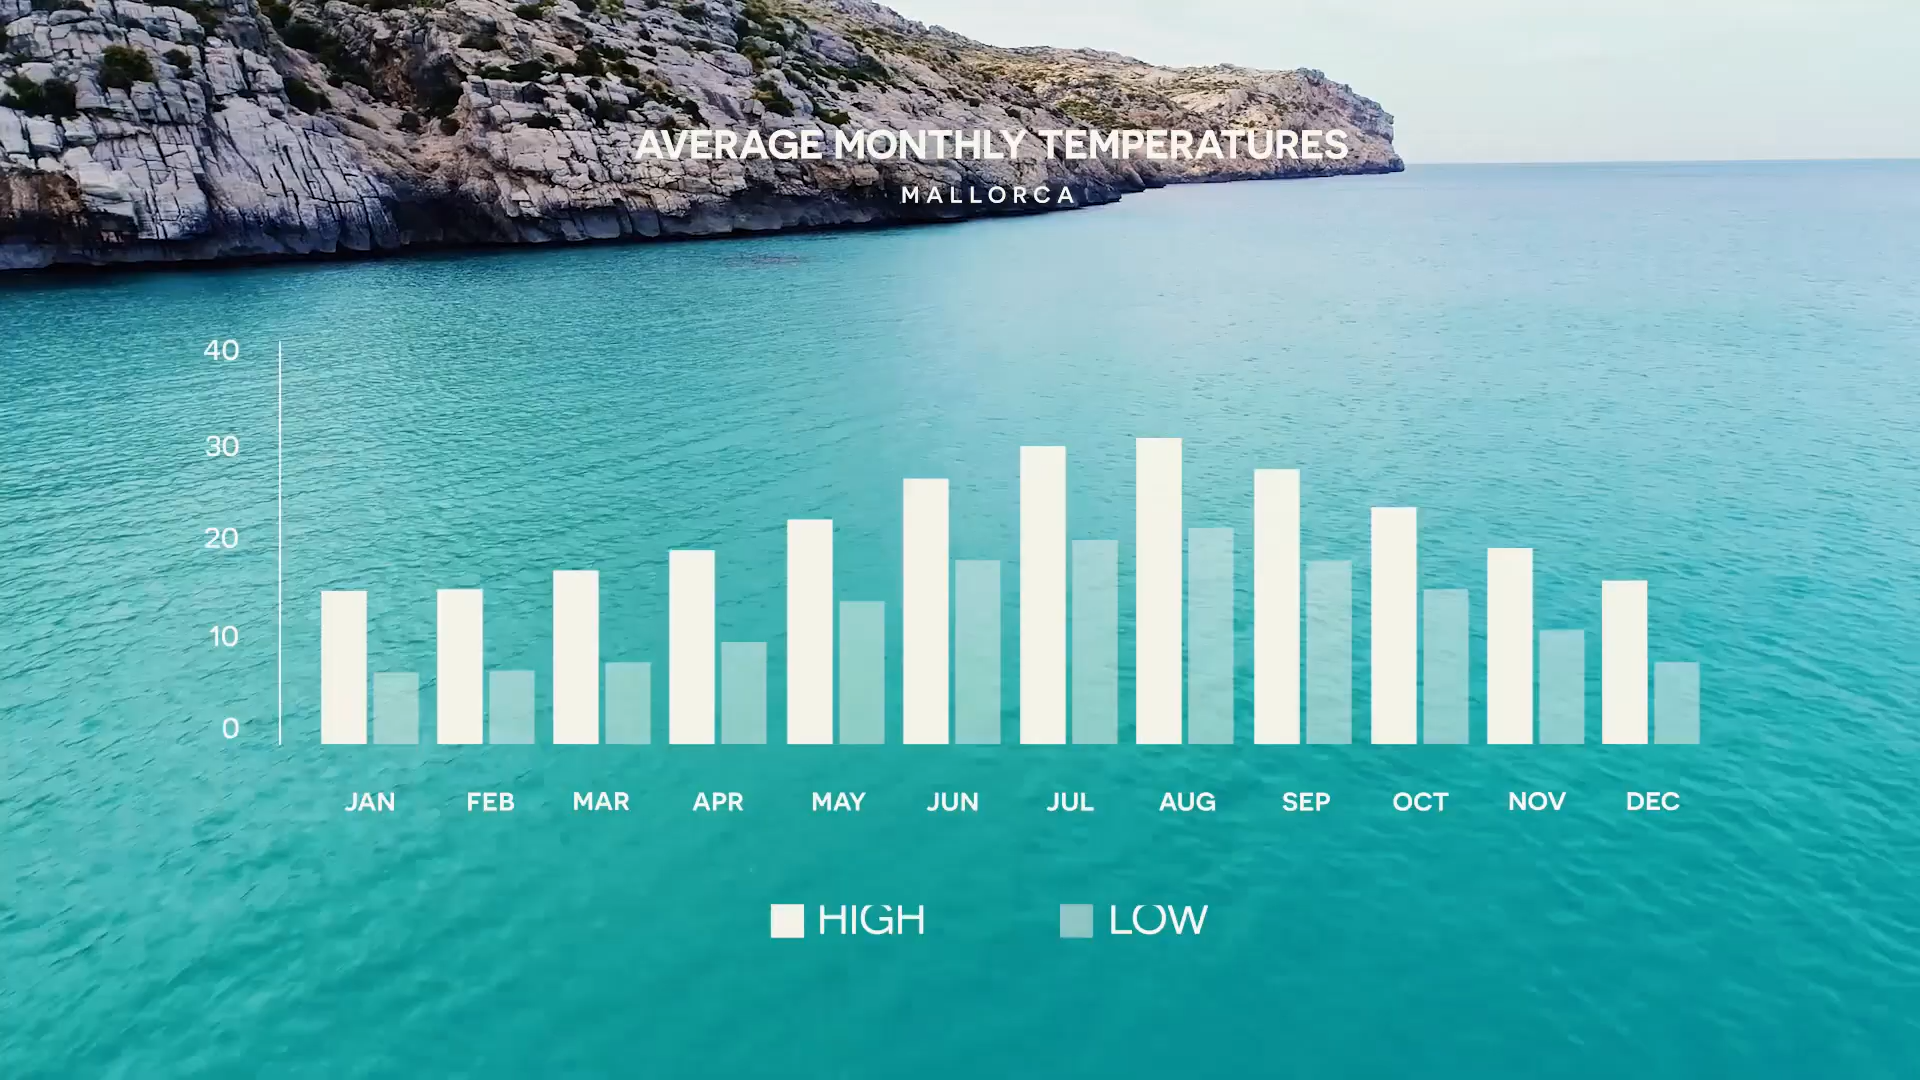 AVERAGE MONTHLY TEMPERATURES
MALLORCA
40
30
20
10
0
JAN FEB MAR APR MAY JUN JUL AUG SEP OCT NOV DEC
HIGH LOW